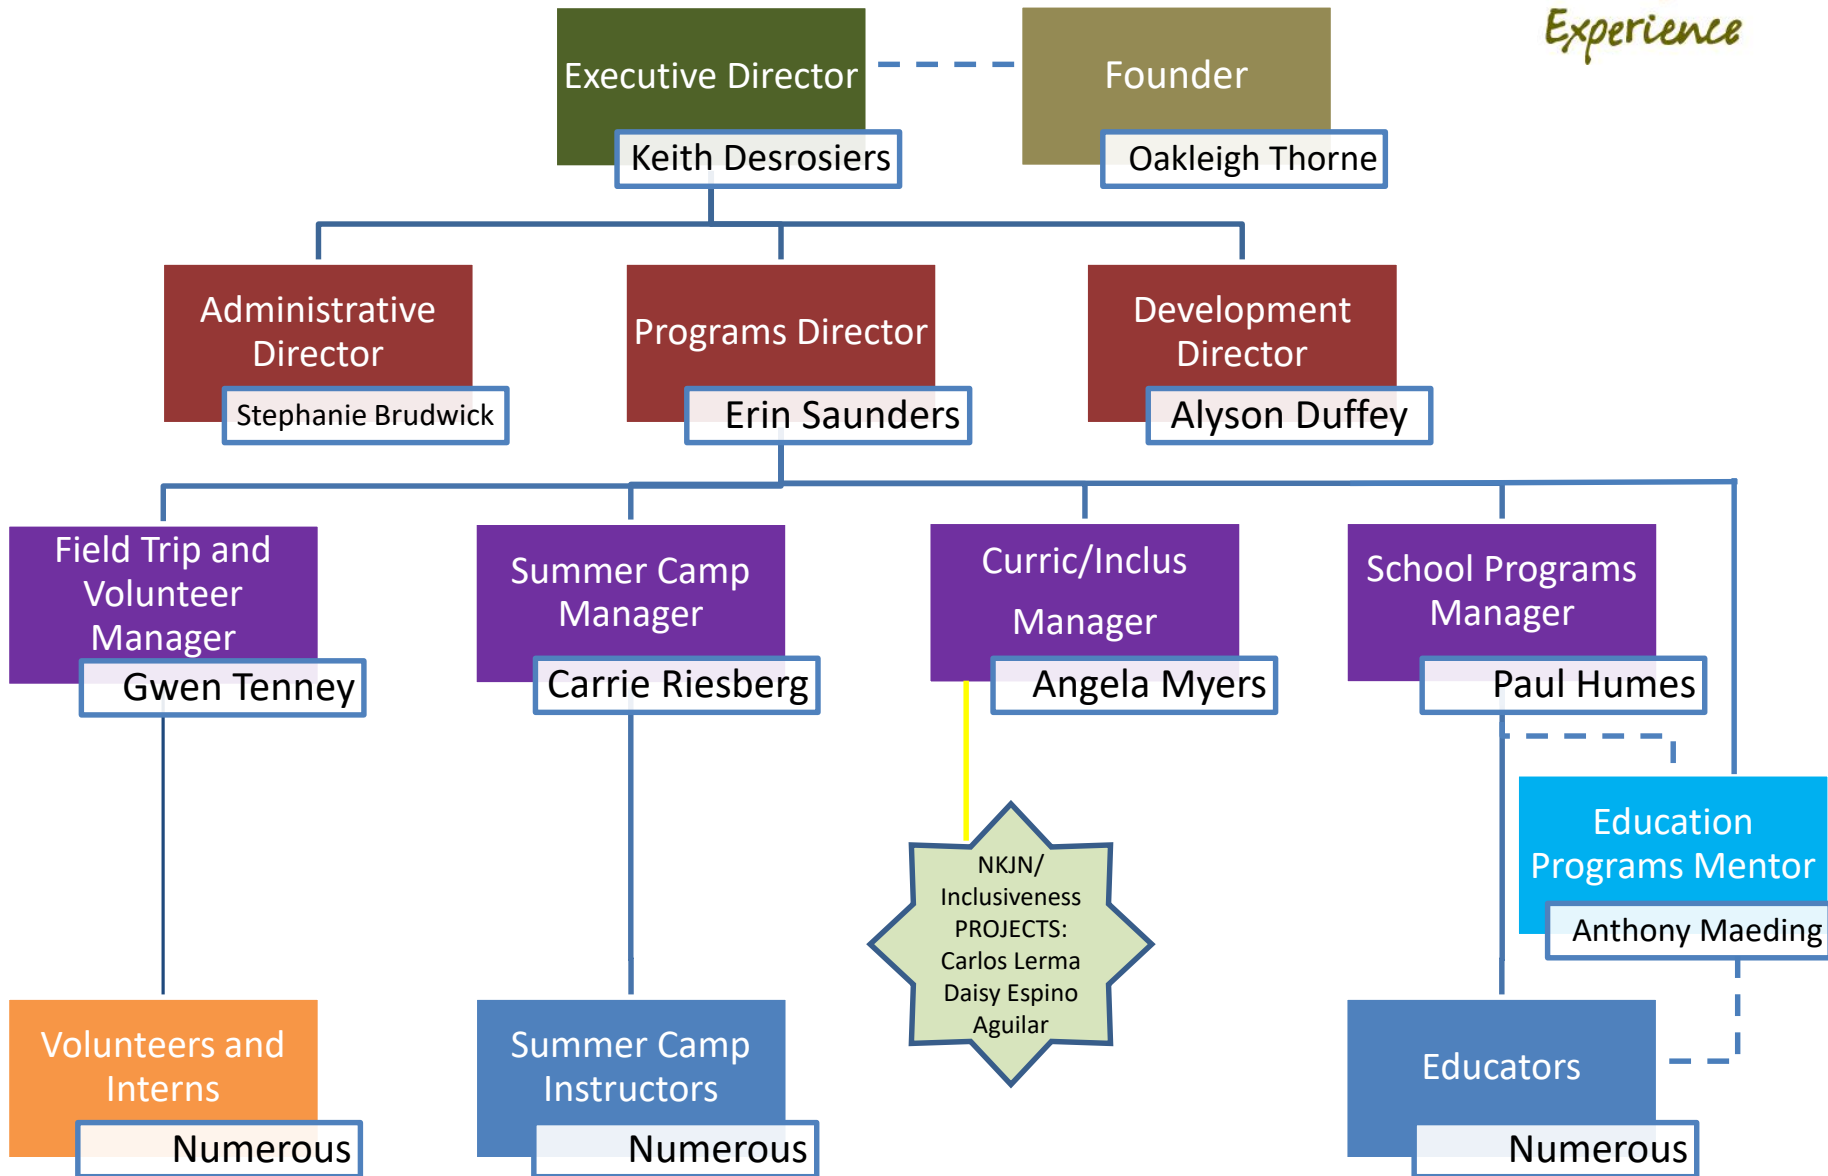 Experience
Executive Director
Keith Desrosiers
Founder
Oakleigh Thorne
Administrative
Director
Stephanie Brudwick
Programs Director
Erin Saunders
Development
Director
Alyson Duffey
Field Trip and
Volunteer
Manager
Gwen Tenney
Summer Camp
Manager
Carrie Riesberg
Curric/Inclus
Manager
Angela Myers
School Programs
Manager
Paul Humes
Education
Programs Mentor
Anthony Maeding
NKJN/
Inclusiveness
PROJECTS:
Carlos Lerma
Daisy Espino
Aguilar
Volunteers and
Interns
Numerous
Summer Camp
Instructors
Numerous
Educators
Numerous